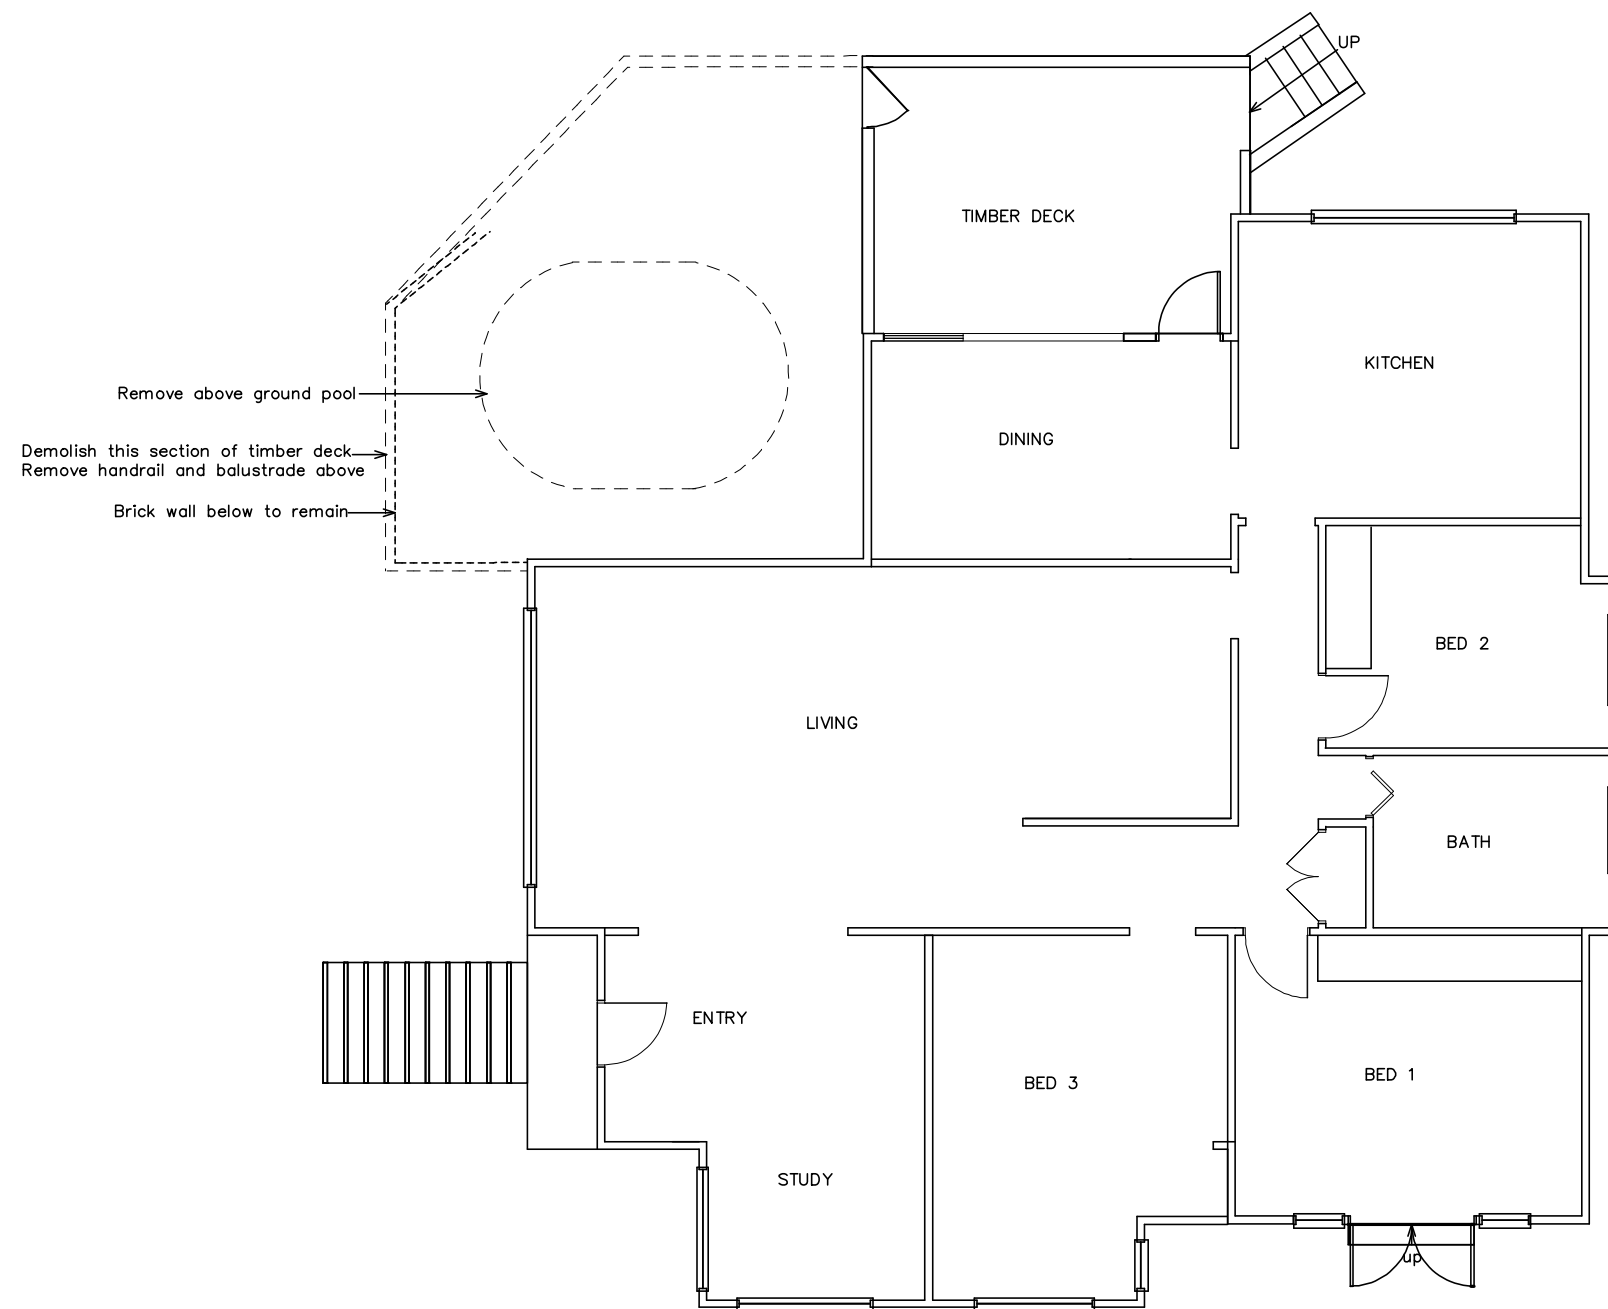 UP
TIMBER DECK
KITCHEN
Remove above ground pool
DINING
Demolish this section of timber deck
Remove handrail and balustrade above
Brick wall below to remain
BED 2
LIVING
BATH
ENTRY
BED 1
BED 3
STUDY
up